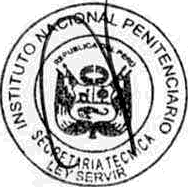 INSTITUTO NACIONAL PENITENCIARIO
REPUBLICA DEL PERU
SECRETARIA TECNICA
LEY SERVIR